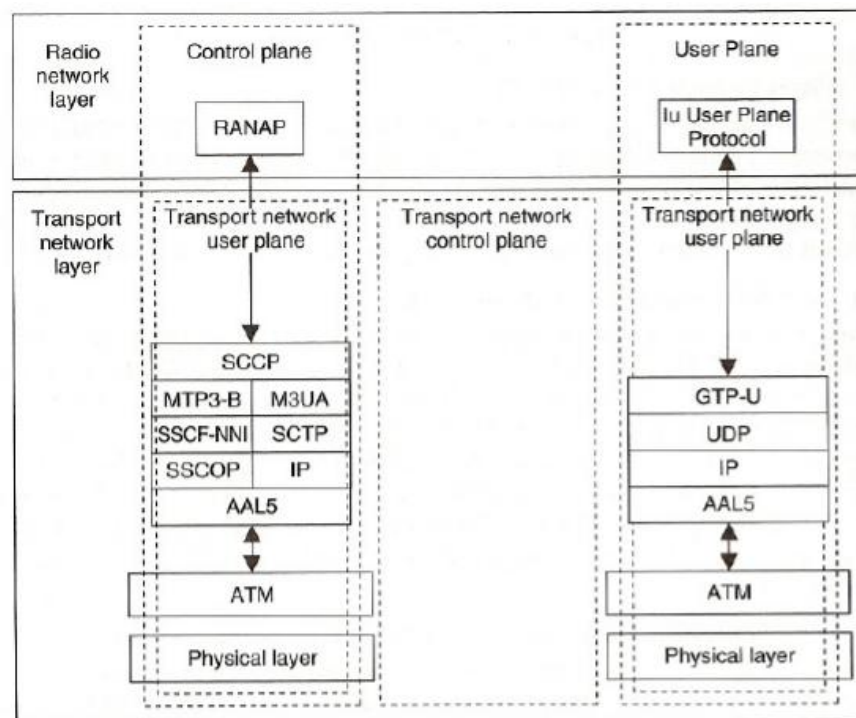 Radio
network
layer
Control plane
User Plane
RANAP
Iu User Plane
Protocol
Transport
network
layer
Transport network
user plane
Transport network
control plane
Transport network
user plane
SCCP
MTP3-B
M3UA
SSCF-NNI
SCTP
SSCOP
IP
AAL5
ATM
Physical layer
GTP-U
UDP
IP
AAL5
ATM
Physical layer